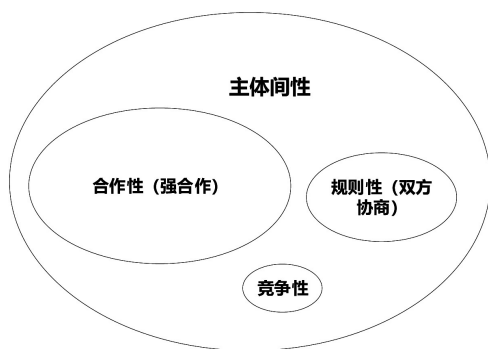 主体间性
合作性（强合作）
规则性（双方
协商）
竞争性